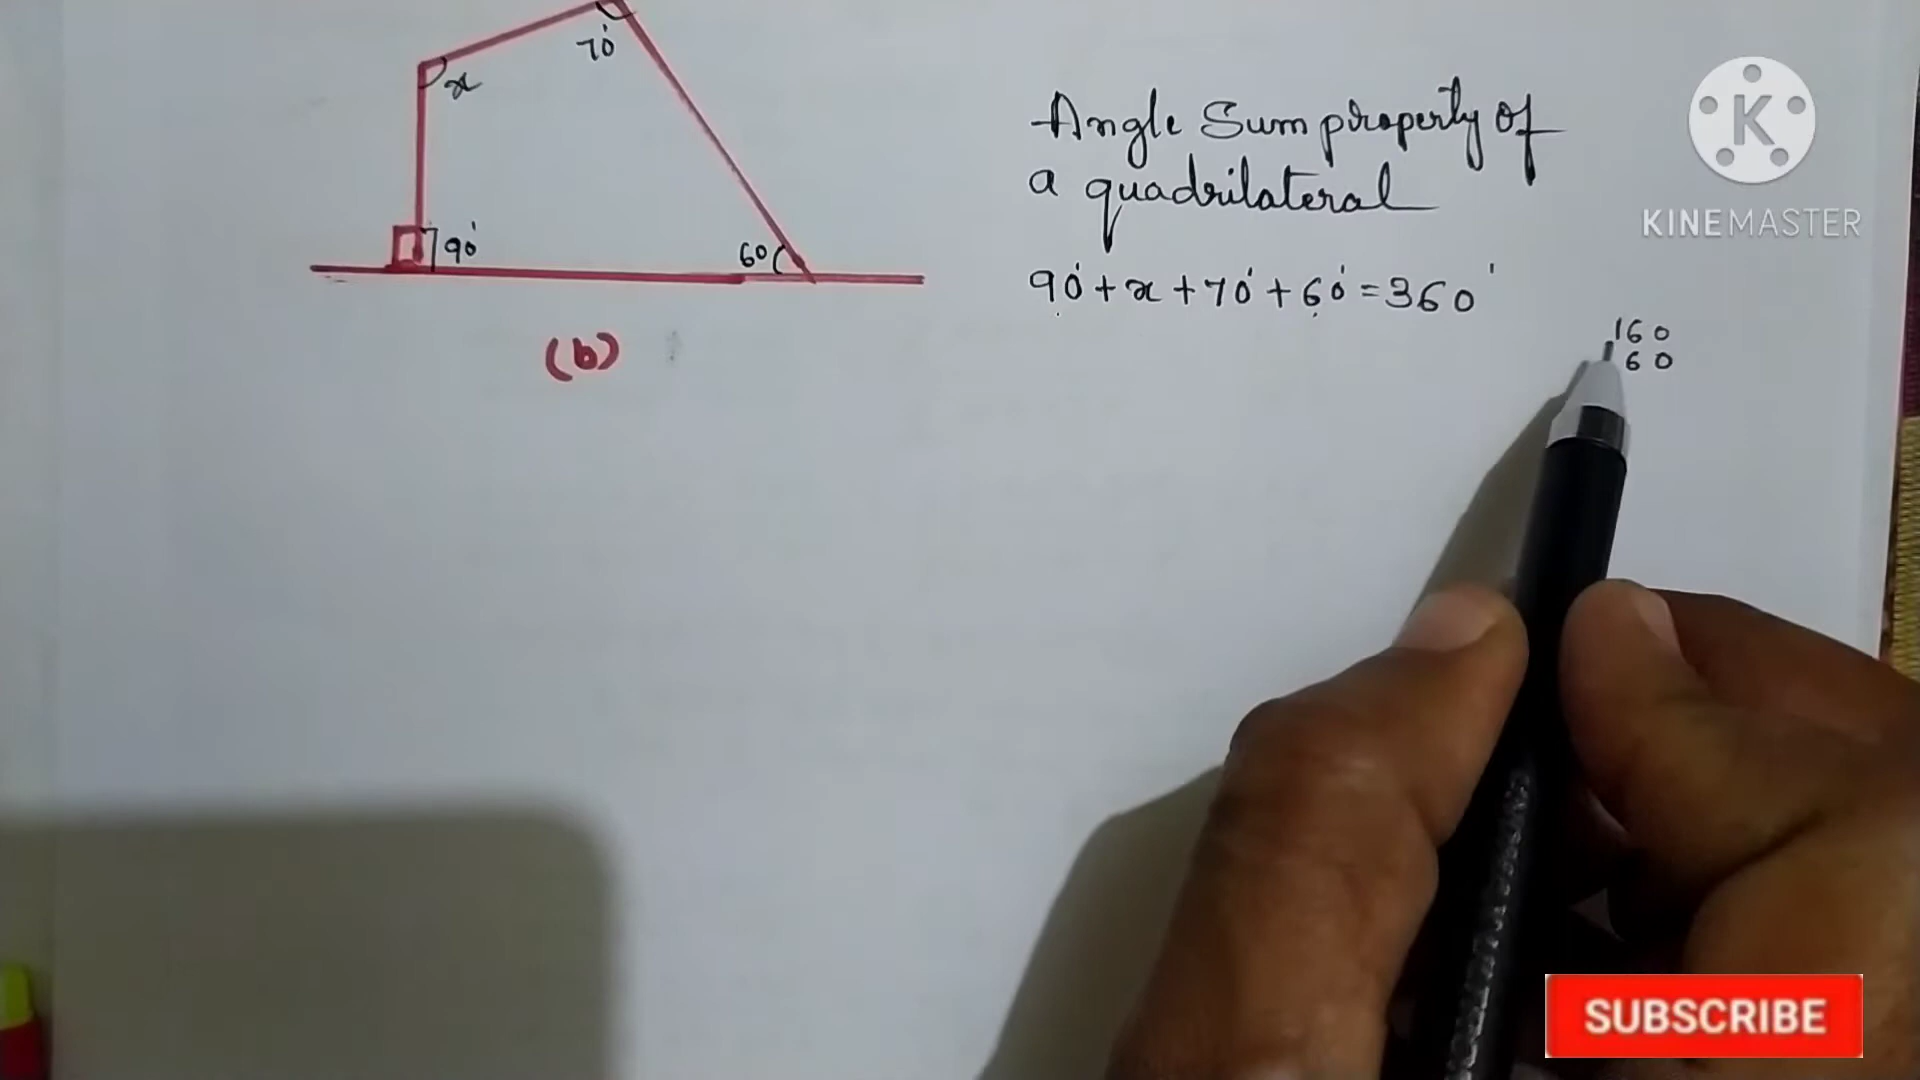 70°
x
90°
60
(b)
Angle Sum property of
a quadrilateral
90° + x + 70° + 60° = 360°
160
60
K
KINEMASTER
SUBSCRIBE